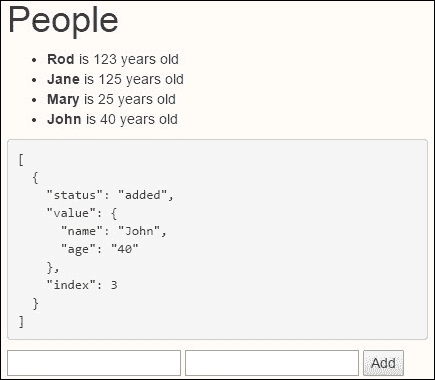 People
• Rod is 123 years old
• Jane is 125 years old
• Mary is 25 years old
• John is 40 years old
[
  {
    "status": "added",
    "value": {
      "name": "John",
      "age": "40"
    },
    "index": 3
  }
]
Add